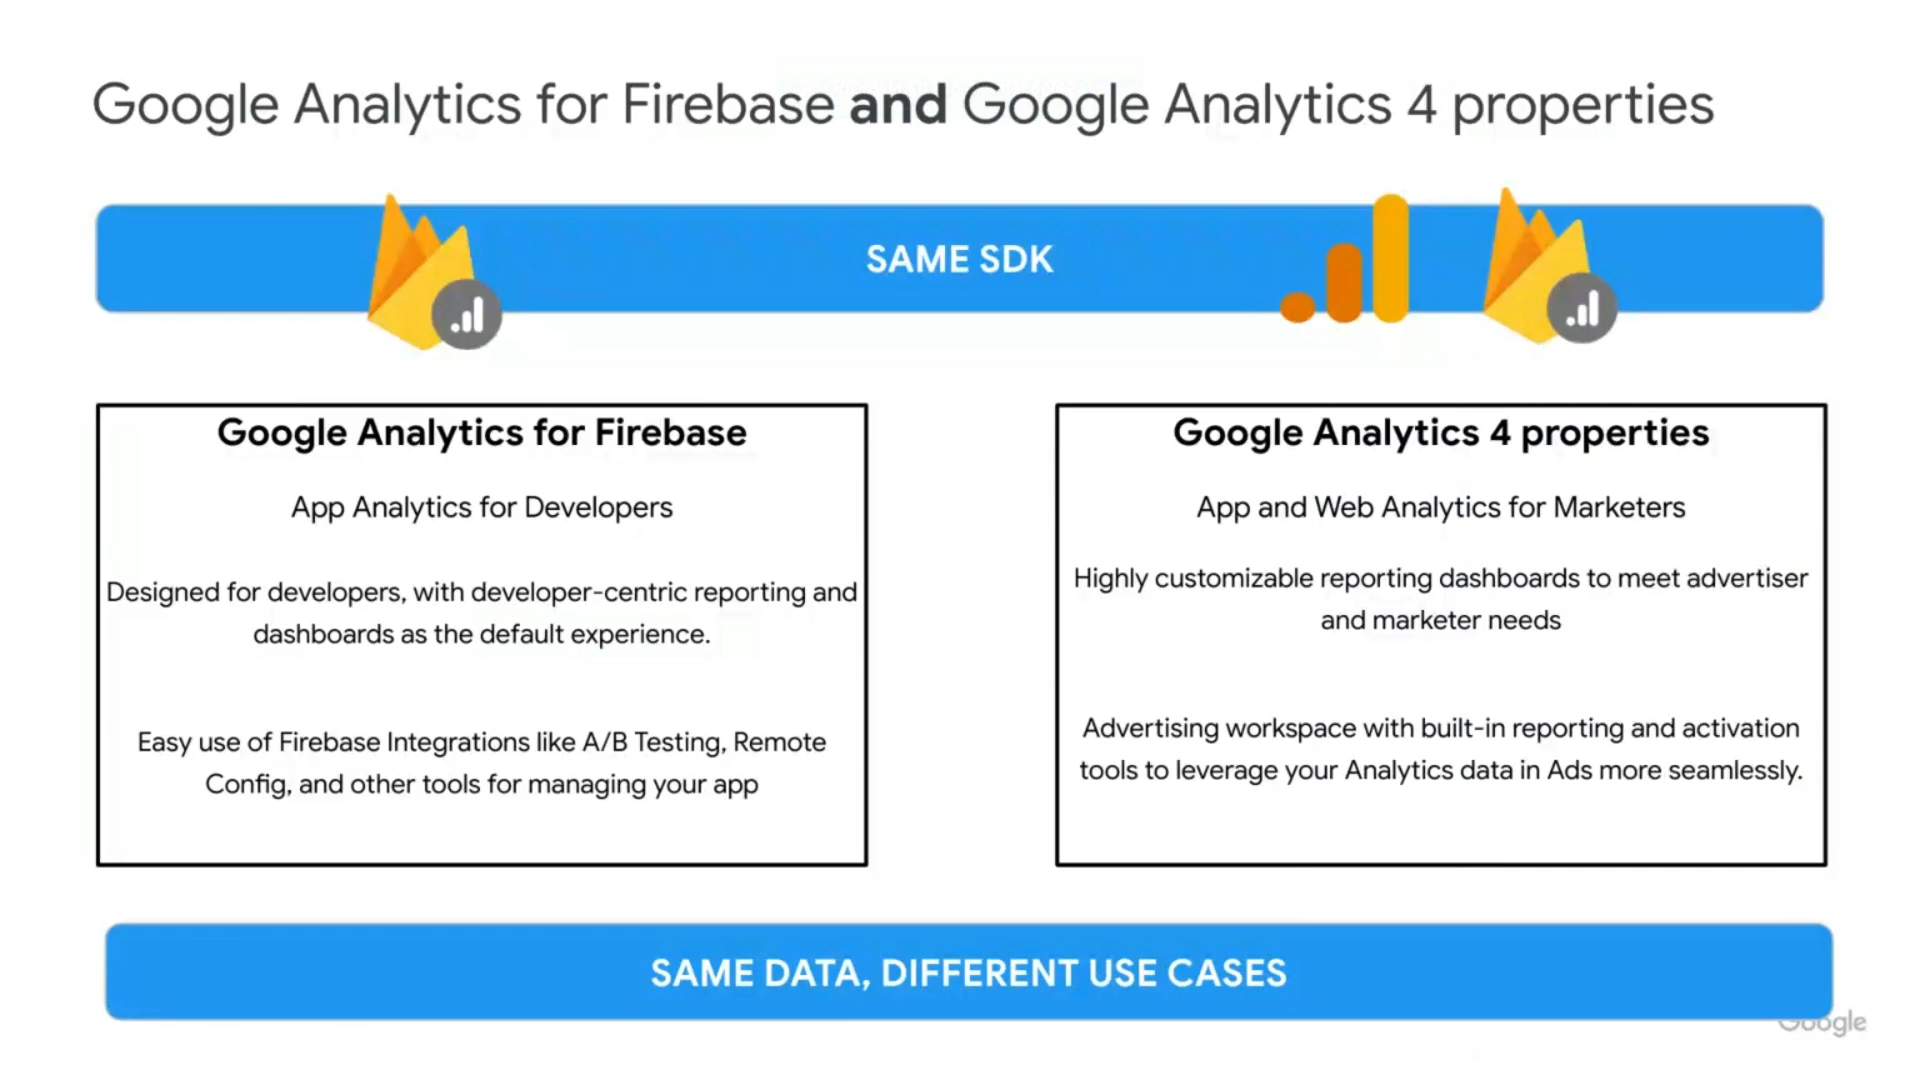 Google Analytics for Firebase and Google Analytics 4 properties
SAME SDK
Google Analytics for Firebase
App Analytics for Developers
Designed for developers, with developer-centric reporting and
dashboards as the default experience.
Easy use of Firebase Integrations like A/B Testing, Remote
Config, and other tools for managing your app
Google Analytics 4 properties
App and Web Analytics for Marketers
Highly customizable reporting dashboards to meet advertiser
and marketer needs
Advertising workspace with built-in reporting and activation
tools to leverage your Analytics data in Ads more seamlessly.
SAME DATA, DIFFERENT USE CASES
Google